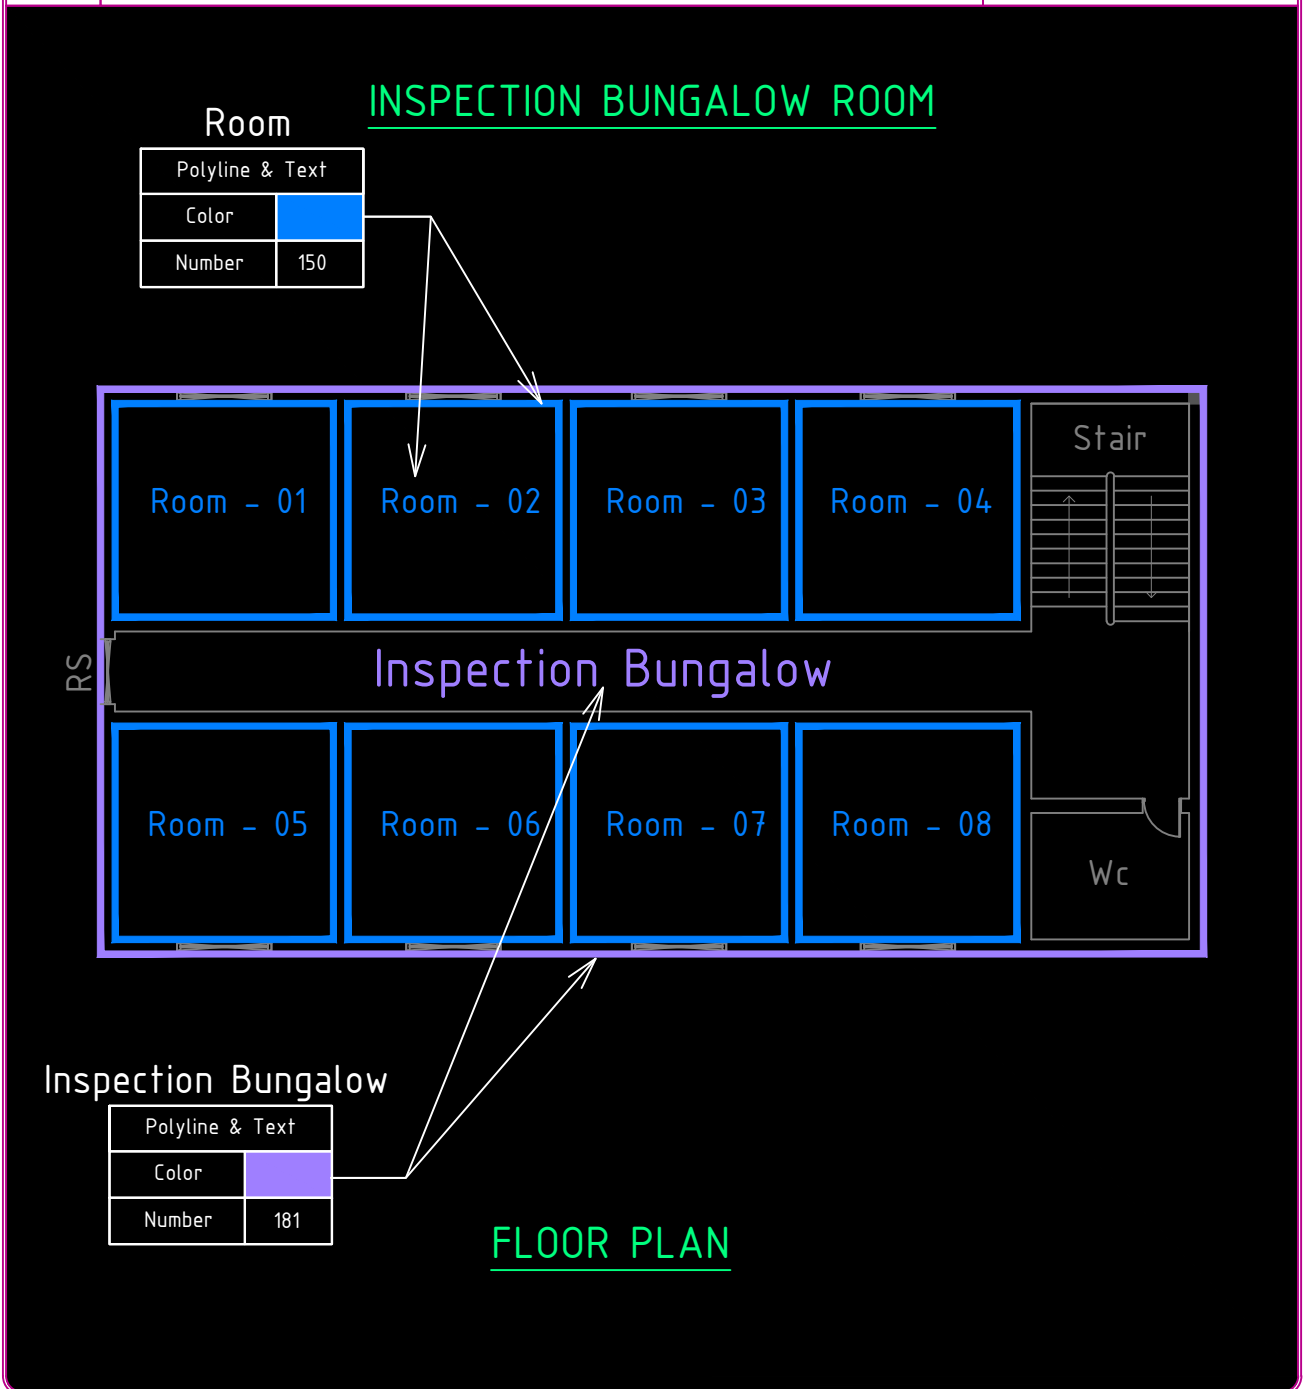 INSPECTION BUNGALOW ROOM
Room
Polyline & Text
Color
Number 150
Room - 01 Room - 02 Room - 03 Room - 04 Stair
RS
Inspection Bungalow
Room - 05 Room - 06 Room - 07 Room - 08
Wc
Inspection Bungalow
Polyline & Text
Color
Number 181
FLOOR PLAN